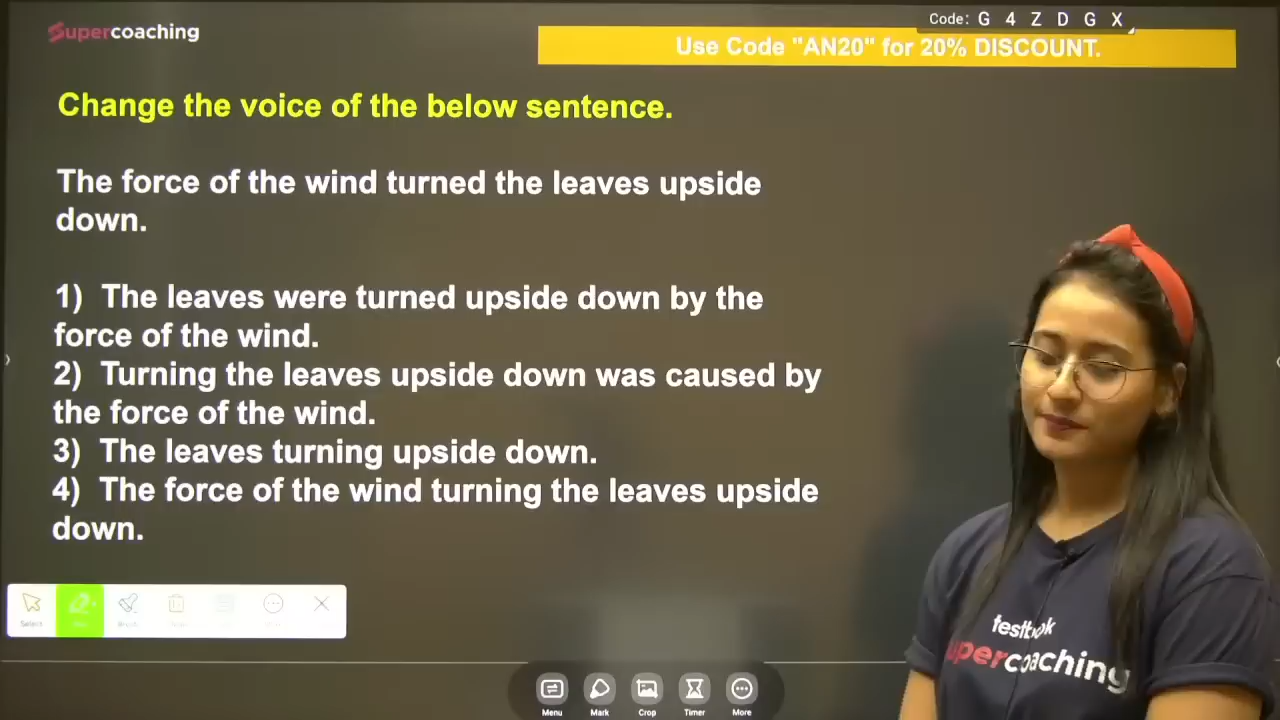 Supercoaching
Code: G 4 Z D G X
Use Code "AN20" for 20% DISCOUNT.
Change the voice of the below sentence.
The force of the wind turned the leaves upside
down.
1) The leaves were turned upside down by the
force of the wind.
2) Turning the leaves upside down was caused by
the force of the wind.
3) The leaves turning upside down.
4) The force of the wind turning the leaves upside
down.
Select
testbook
supercoaching
Menu Mark Crop Timer More